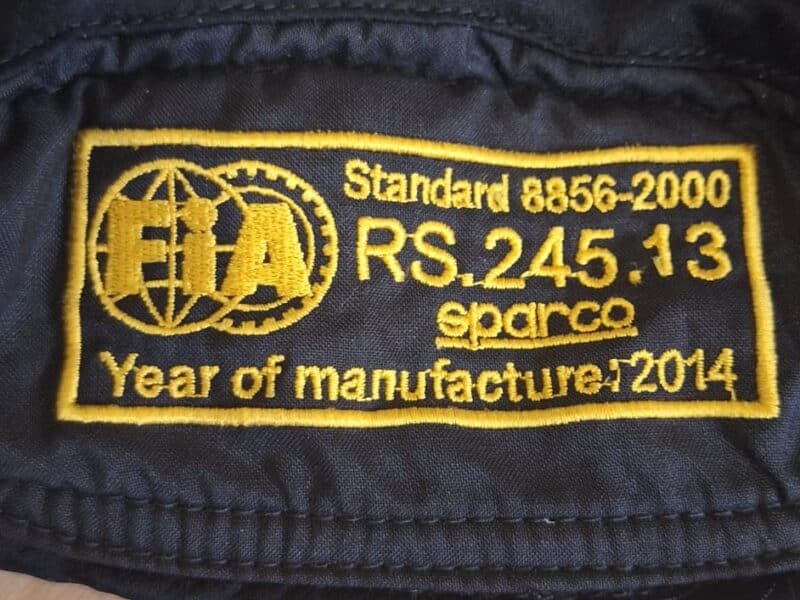 FiA
Standard 8856-2000
RS.245.13
sparco
Year of manufacture: 2014